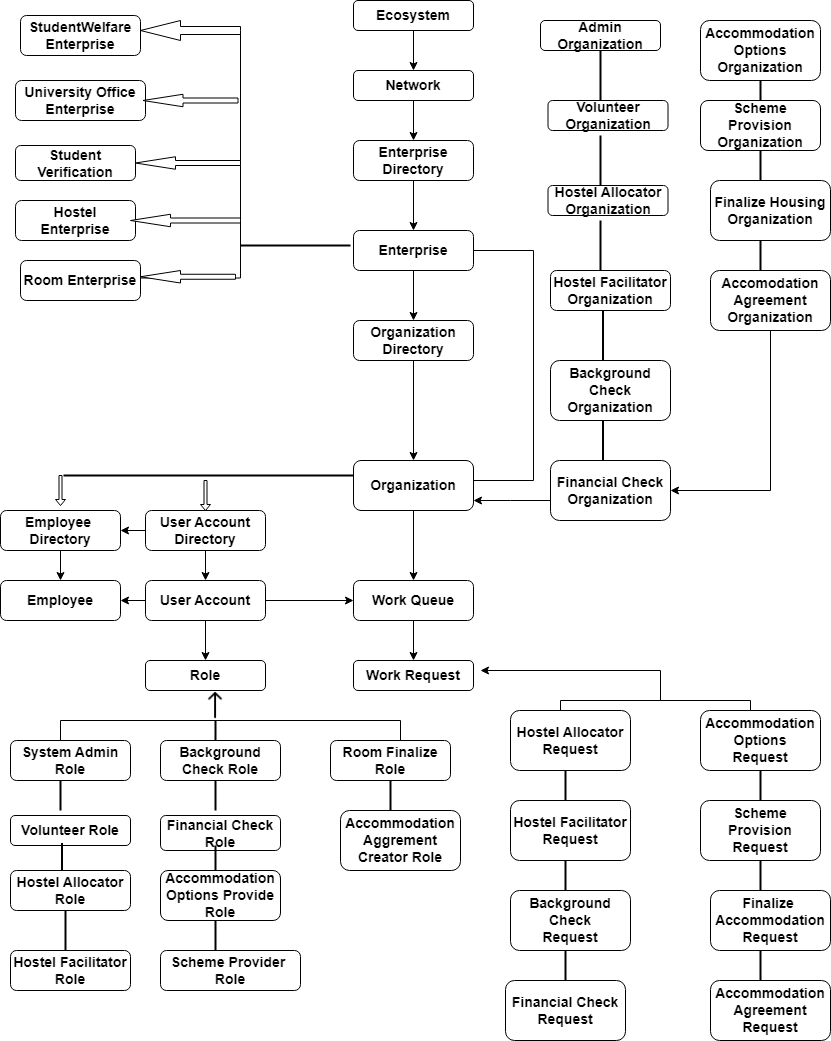 StudentWelfare
Enterprise
University Office
Enterprise
Student
Verification
Hostel
Enterprise
Room Enterprise
Ecosystem
Network
Enterprise
Directory
Enterprise
Organization
Directory
Organization
Admin
Organization
Volunteer
Organization
Hostel Allocator
Organization
Hostel Facilitator
Organization
Background
Check
Organization
Financial Check
Organization
Accommodation
Options
Organization
Scheme
Provision
Organization
Finalize Housing
Organization
Accomodation
Agreement
Organization
Employee
Directory
User Account
Directory
Employee
User Account
Work Queue
Role
Work Request
System Admin
Role
Volunteer Role
Hostel Allocator
Role
Hostel Facilitator
Role
Background
Check Role
Financial Check
Role
Accommodation
Options Provide
Role
Scheme Provider
Role
Room Finalize
Role
Accommodation
Aggrement
Creator Role
Hostel Allocator
Request
Hostel Facilitator
Request
Background
Check
Request
Financial Check
Request
Accommodation
Options
Request
Scheme
Provision
Request
Finalize
Accommodation
Request
Accommodation
Agreement
Request